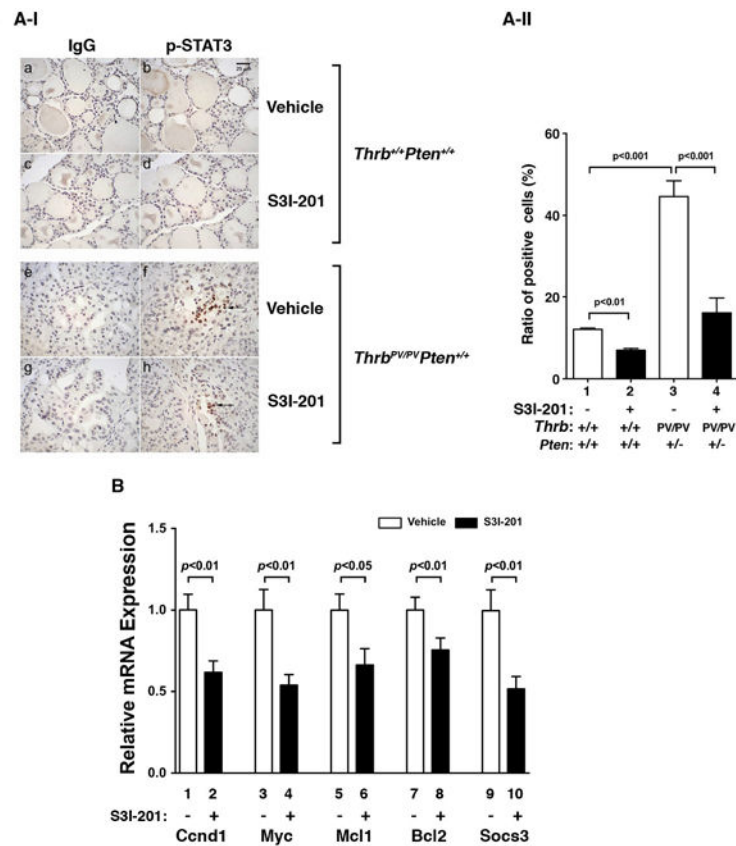 A-I
IgG p-STAT3
a b
Vehicle
c d
S3I-201
Thrb+/+Pten+/+
e f
Vehicle
g h
S3I-201
ThrbPV/PVPten+/+
A-II
Ratio of positive cells (%)
60
40
20
0
p<0.001 p<0.001
p<0.01
1 2 3 4
S3I-201: - + - +
Thrb: +/+ +/+ PV/PV PV/PV
Pten: +/+ +/+ +/- +/-
B
Vehicle S3I-201
Relative mRNA Expression
1.5
1.0
0.5
0.0
p<0.01 p<0.01 p<0.05 p<0.01 p<0.01
1 2 3 4 5 6 7 8 9 10
S3I-201: - + - + - + - + - +
Ccnd1 Myc Mcl1 Bcl2 Socs3